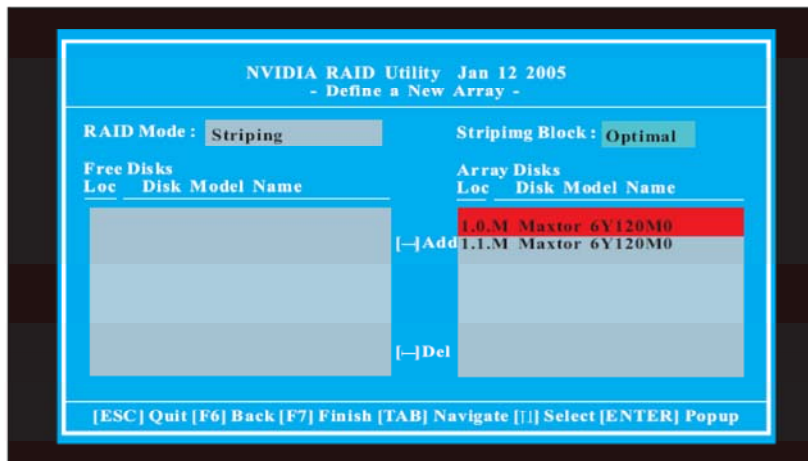 NVIDIA RAID Utility Jan 12 2005
- Define a New Array -
RAID Mode : Striping
Stripimg Block : Optimal
Free Disks
Loc Disk Model Name
Array Disks
Loc Disk Model Name
[—]Add
1.0.M Maxtor 6Y120M0
1.1.M Maxtor 6Y120M0
[—]Del
[ESC] Quit [F6] Back [F7] Finish [TAB] Navigate [] Select [ENTER] Popup